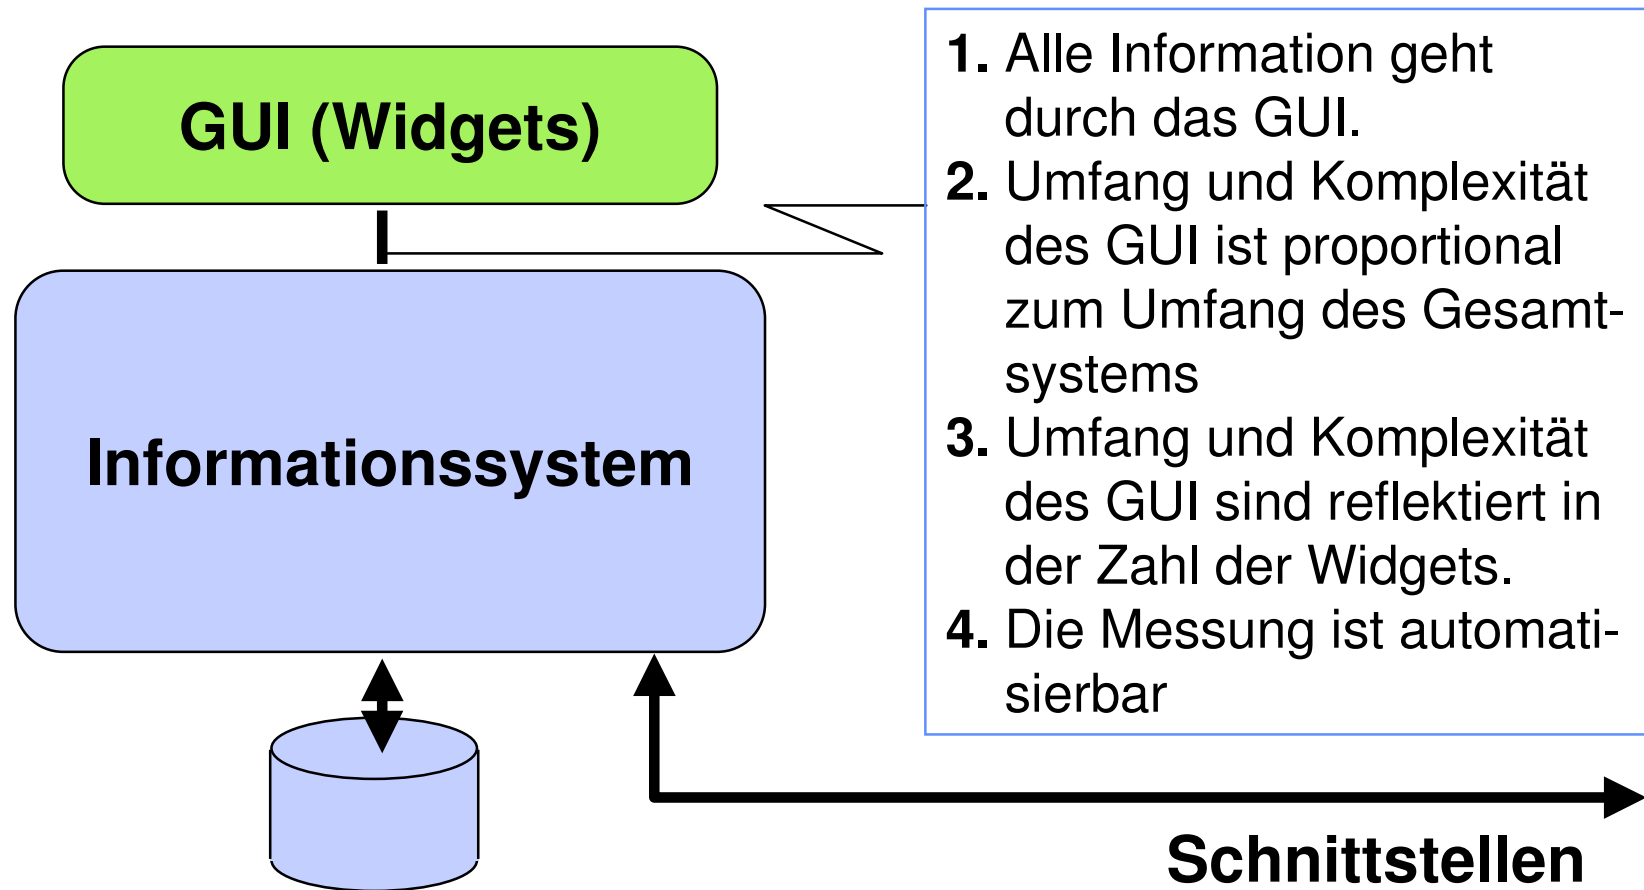 GUI (Widgets)
1. Alle Information geht
durch das GUI.
2. Umfang und Komplexität
des GUI ist proportional
zum Umfang des Gesamt-
systems
3. Umfang und Komplexität
des GUI sind reflektiert in
der Zahl der Widgets.
4. Die Messung ist automati-
sierbar
Informationssystem
Schnittstellen